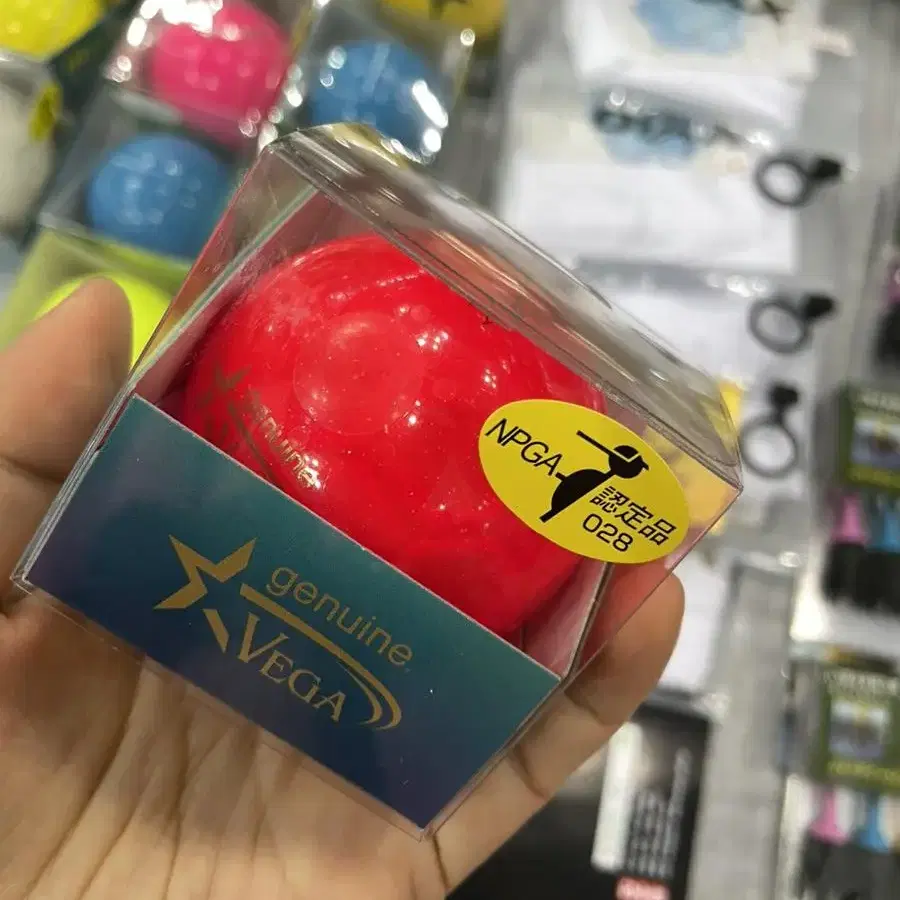 genuine
NPGA
認定品
028
genuine
VEGA